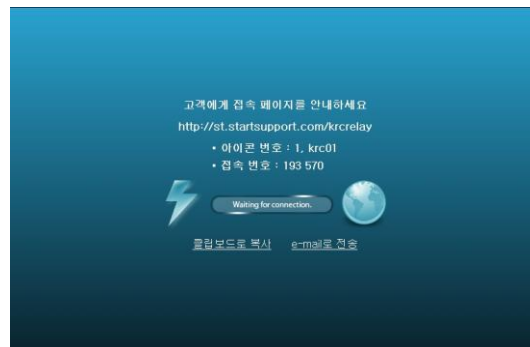 고객에게 접속 페이지를 안내하세요
http://st.startsupport.com/krcrelay
• 아이콘 번호 : 1, krc01
• 접속 번호 : 193 570
Waiting for connection.
클립보드로 복사 e-mail로 전송